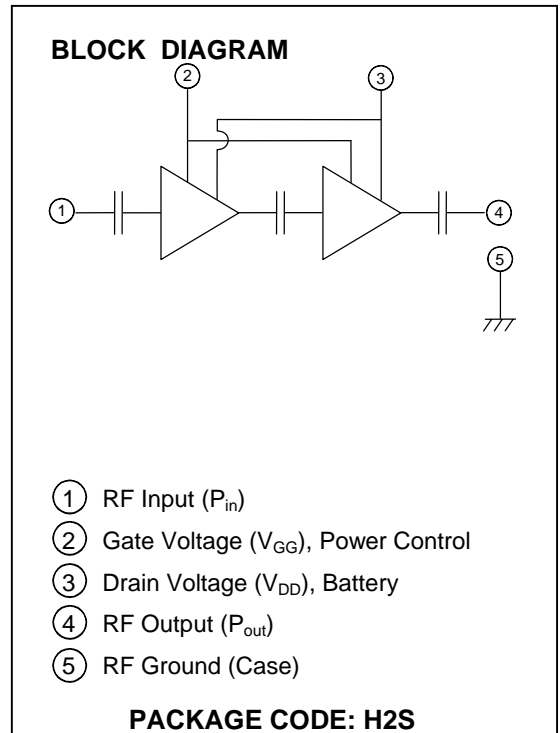 BLOCK DIAGRAM
2
3
1
4
5
1 RF Input (Pin)
2 Gate Voltage (VGG), Power Control
3 Drain Voltage (VDD), Battery
4 RF Output (Pout)
5 RF Ground (Case)
PACKAGE CODE: H2S